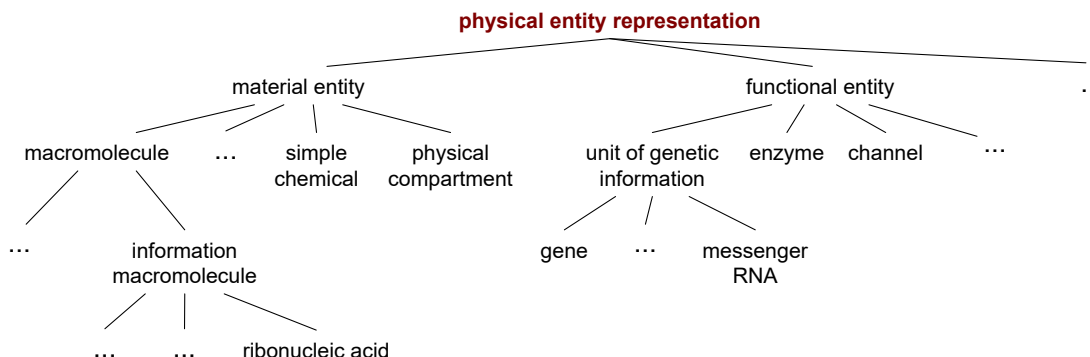 physical entity representation
material entity
functional entity
...
macromolecule
...
simple
chemical
physical
compartment
unit of genetic
information
enzyme
channel
...
...
information
macromolecule
gene
...
messenger
RNA
...
...
ribonucleic acid